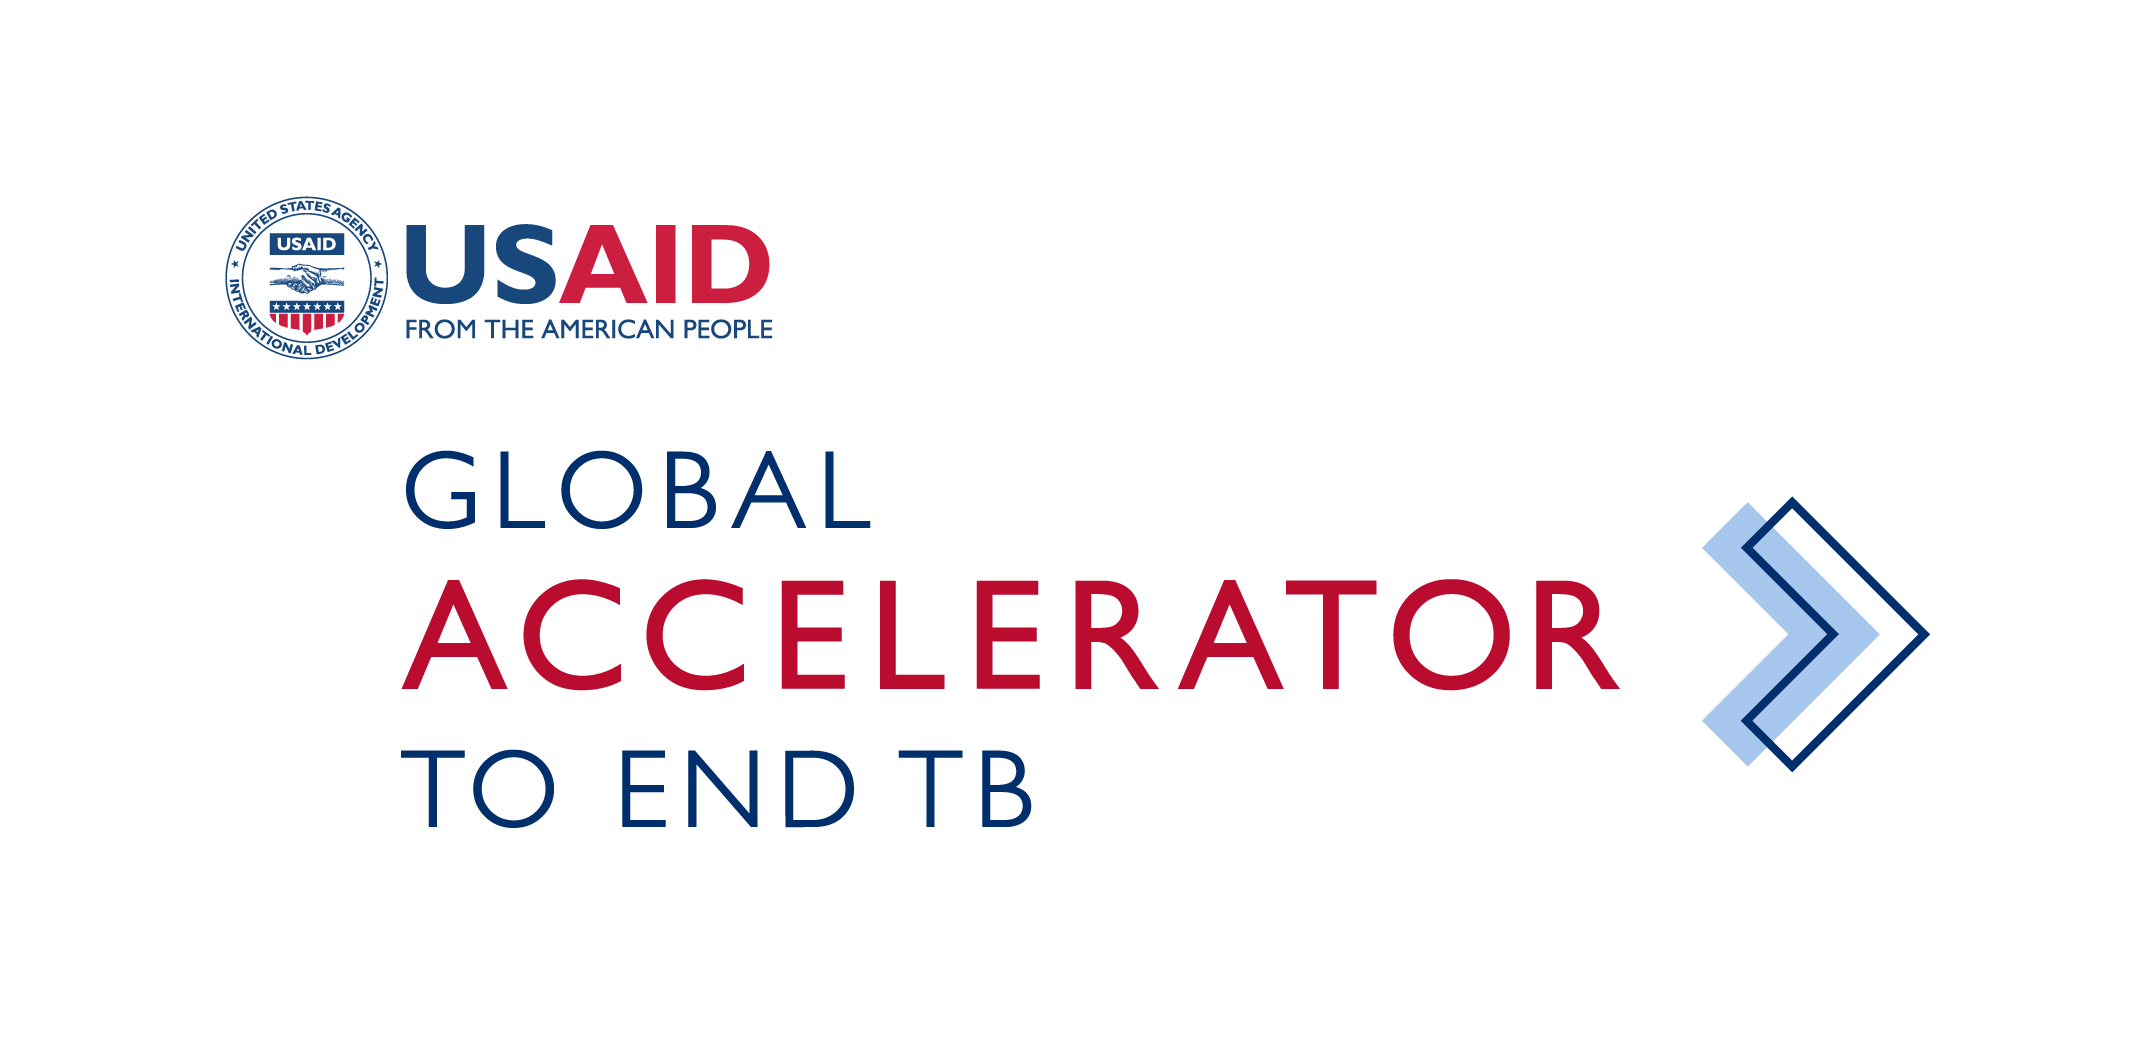 UNITED STATES AGENCY
USAID
INTERNATIONAL DEVELOPMENT
USAID
FROM THE AMERICAN PEOPLE
GLOBAL
ACCELERATOR
TO END TB